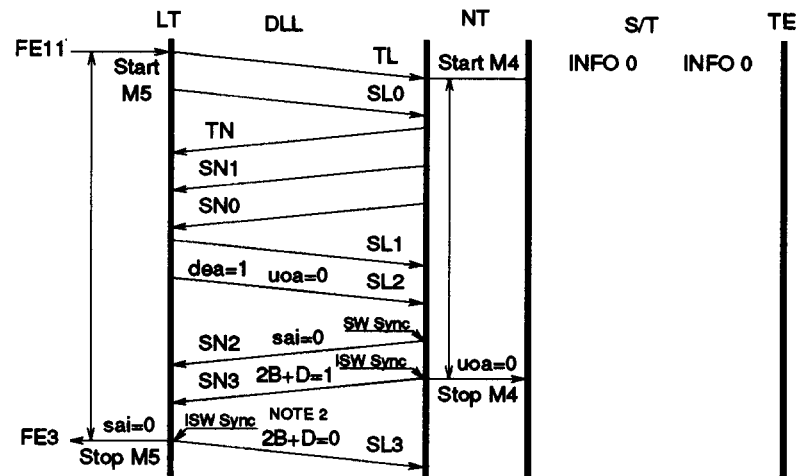 LT DLL NT S/T TE
FE11 TL
Start M5
Start M4 INFO 0 INFO 0
SL0
TN
SN1
SN0
SL1
dea=1 uoa=0 SL2
SW Sync
SN2 sai=0
ISW Sync uoa=0
SN3 2B+D=1
Stop M4
sai=0 ISW Sync NOTE 2
FE3 2B+D=0 SL3
Stop M5